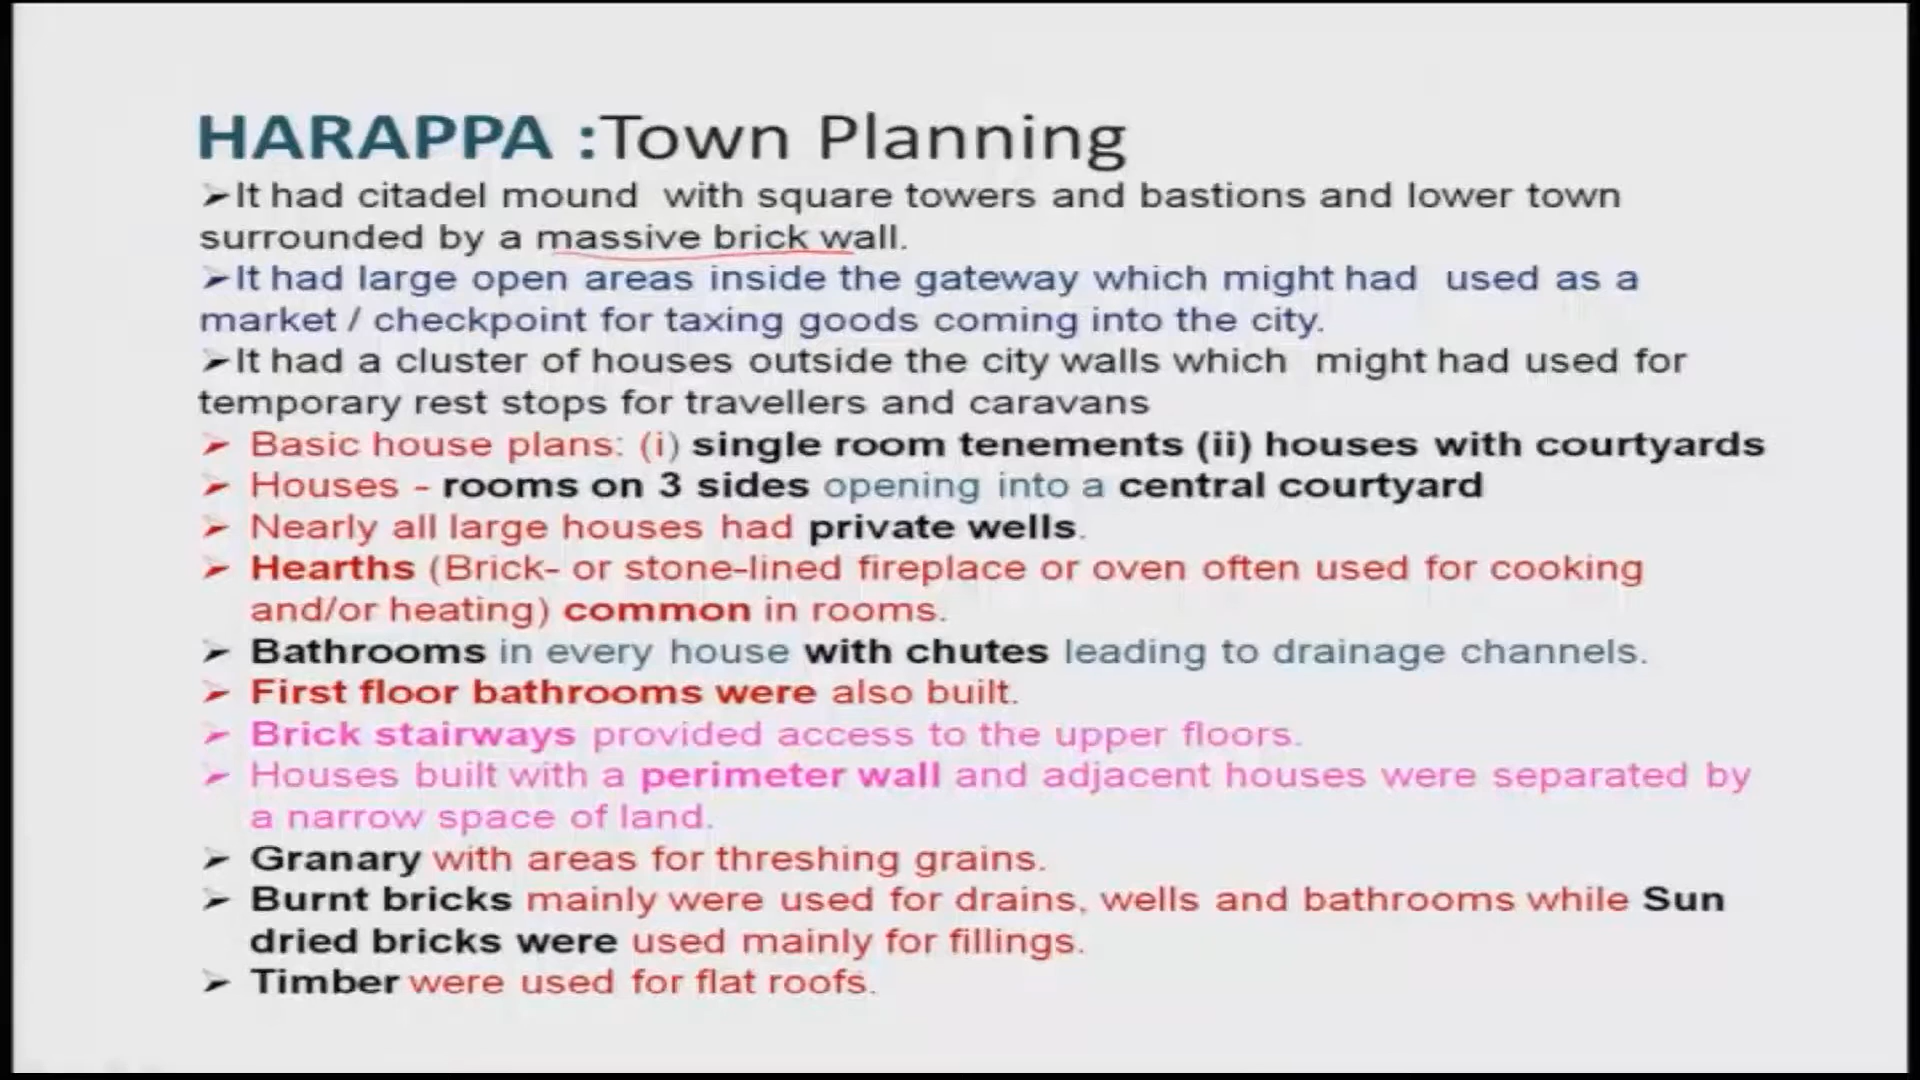 HARAPPA :Town Planning
➢It had citadel mound with square towers and bastions and lower town
surrounded by a massive brick wall.
➢It had large open areas inside the gateway which might had used as a
market / checkpoint for taxing goods coming into the city.
➢It had a cluster of houses outside the city walls which might had used for
temporary rest stops for travellers and caravans
➢ Basic house plans: (i) single room tenements (ii) houses with courtyards
➢ Houses - rooms on 3 sides opening into a central courtyard
➢ Nearly all large houses had private wells.
➢ Hearths (Brick- or stone-lined fireplace or oven often used for cooking
and/or heating) common in rooms.
➢ Bathrooms in every house with chutes leading to drainage channels.
➢ First floor bathrooms were also built.
➢ Brick stairways provided access to the upper floors.
➢ Houses built with a perimeter wall and adjacent houses were separated by
a narrow space of land.
➢ Granary with areas for threshing grains.
➢ Burnt bricks mainly were used for drains, wells and bathrooms while Sun
dried bricks were used mainly for fillings.
➢ Timber were used for flat roofs.